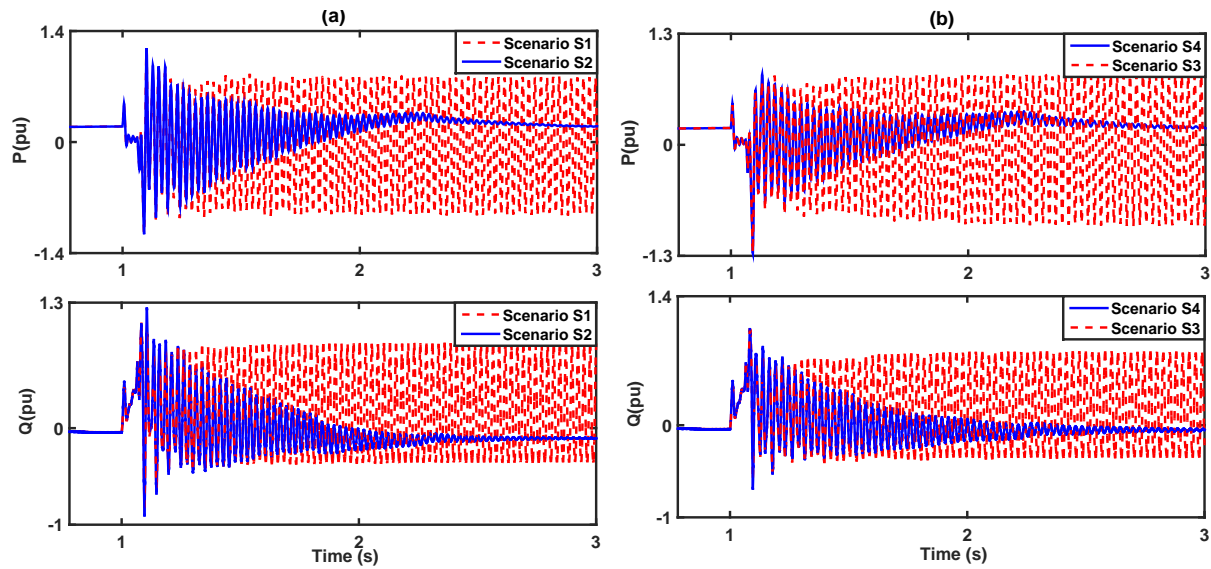 (a)
1.4
Scenario S1
Scenario S2
P(pu)
0
-1.4
1
2
3
1.3
Scenario S1
Scenario S2
Q(pu)
0
-1
1
2
3
Time (s)
(b)
1.3
Scenario S4
Scenario S3
P(pu)
0
-1.3
1
2
3
1.4
Scenario S4
Scenario S3
Q(pu)
0
-1
1
2
3
Time (s)